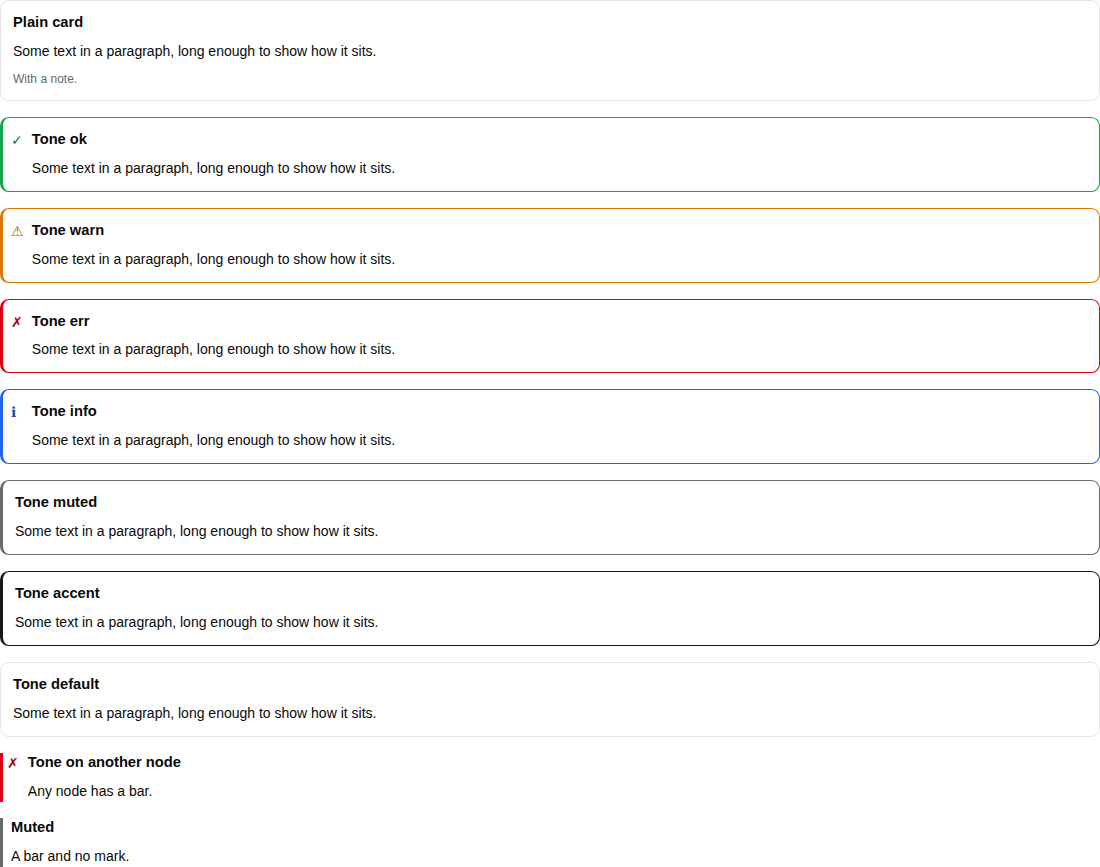 Plain card
Some text in a paragraph, long enough to show how it sits.
With a note.
✓ Tone ok
Some text in a paragraph, long enough to show how it sits.
⚠ Tone warn
Some text in a paragraph, long enough to show how it sits.
✗ Tone err
Some text in a paragraph, long enough to show how it sits.
ℹ Tone info
Some text in a paragraph, long enough to show how it sits.
Tone muted
Some text in a paragraph, long enough to show how it sits.
Tone accent
Some text in a paragraph, long enough to show how it sits.
Tone default
Some text in a paragraph, long enough to show how it sits.
✗ Tone on another node
Any node has a bar.
Muted
A bar and no mark.